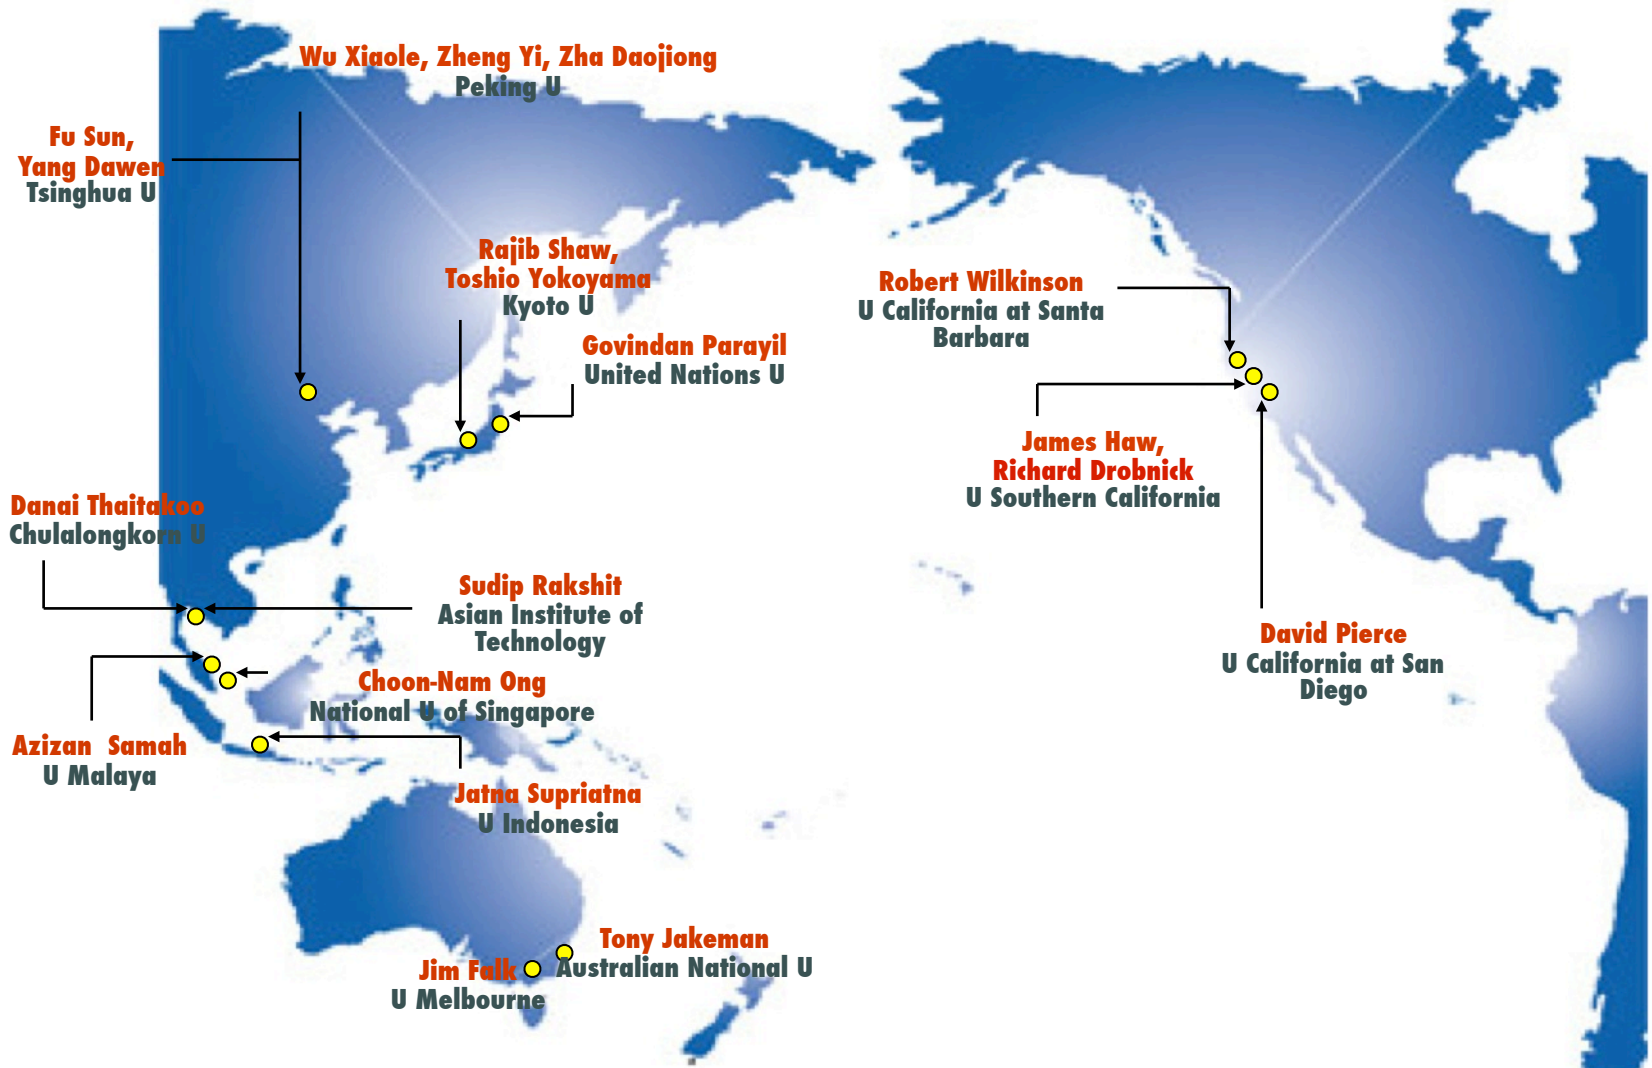 Wu Xiaole, Zheng Yi, Zha Daojiong
Peking U
Fu Sun,
Yang Dawen
Tsinghua U
Rajib Shaw,
Toshio Yokoyama
Kyoto U
Govindan Parayil
United Nations U
Robert Wilkinson
U California at Santa
Barbara
James Haw,
Richard Drobnick
U Southern California
Danai Thaitakoo
Chulalongkorn U
Sudip Rakshit
Asian Institute of
Technology
David Pierce
U California at San
Diego
Choon-Nam Ong
National U of Singapore
Azizan Samah
U Malaya
Jatna Supriatna
U Indonesia
Tony Jakeman
Australian National U
Jim Falk
U Melbourne